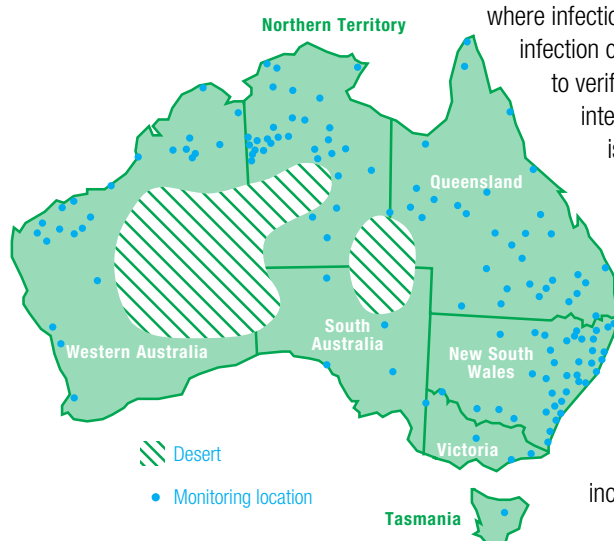 where infectio
infection o
to verif
inte
is
Northern Territory
Queensland
South
Australia
Western Australia
New South
Wales
Victoria
Desert
Monitoring location
Tasmania
inc